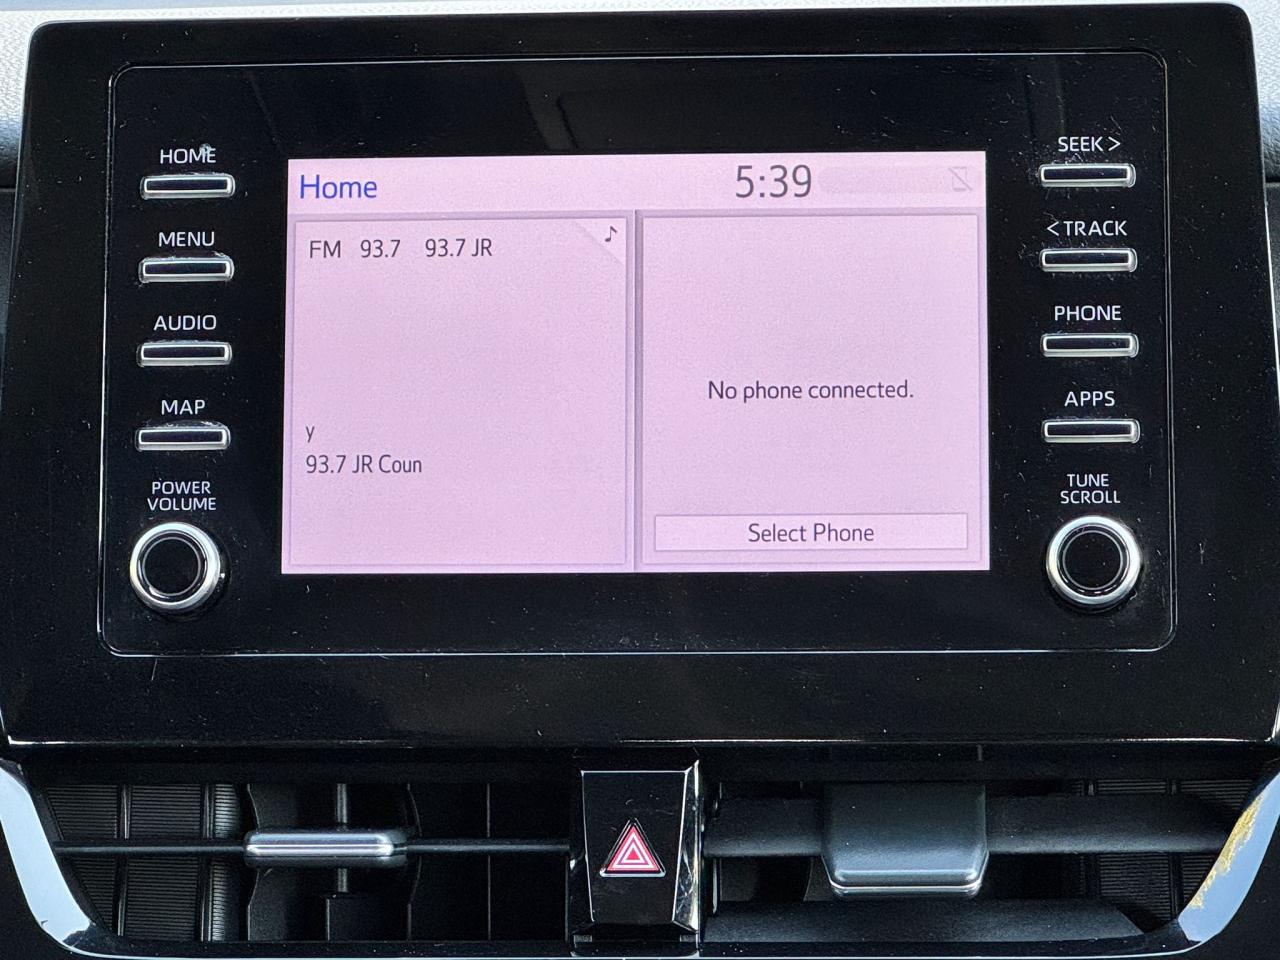 HOME
MENU
AUDIO
MAP
POWER
VOLUME
Home
5:39
FM 93.7 93.7 JR
y
93.7 JR Coun
No phone connected.
Select Phone
SEEK >
< TRACK
PHONE
APPS
TUNE
SCROLL